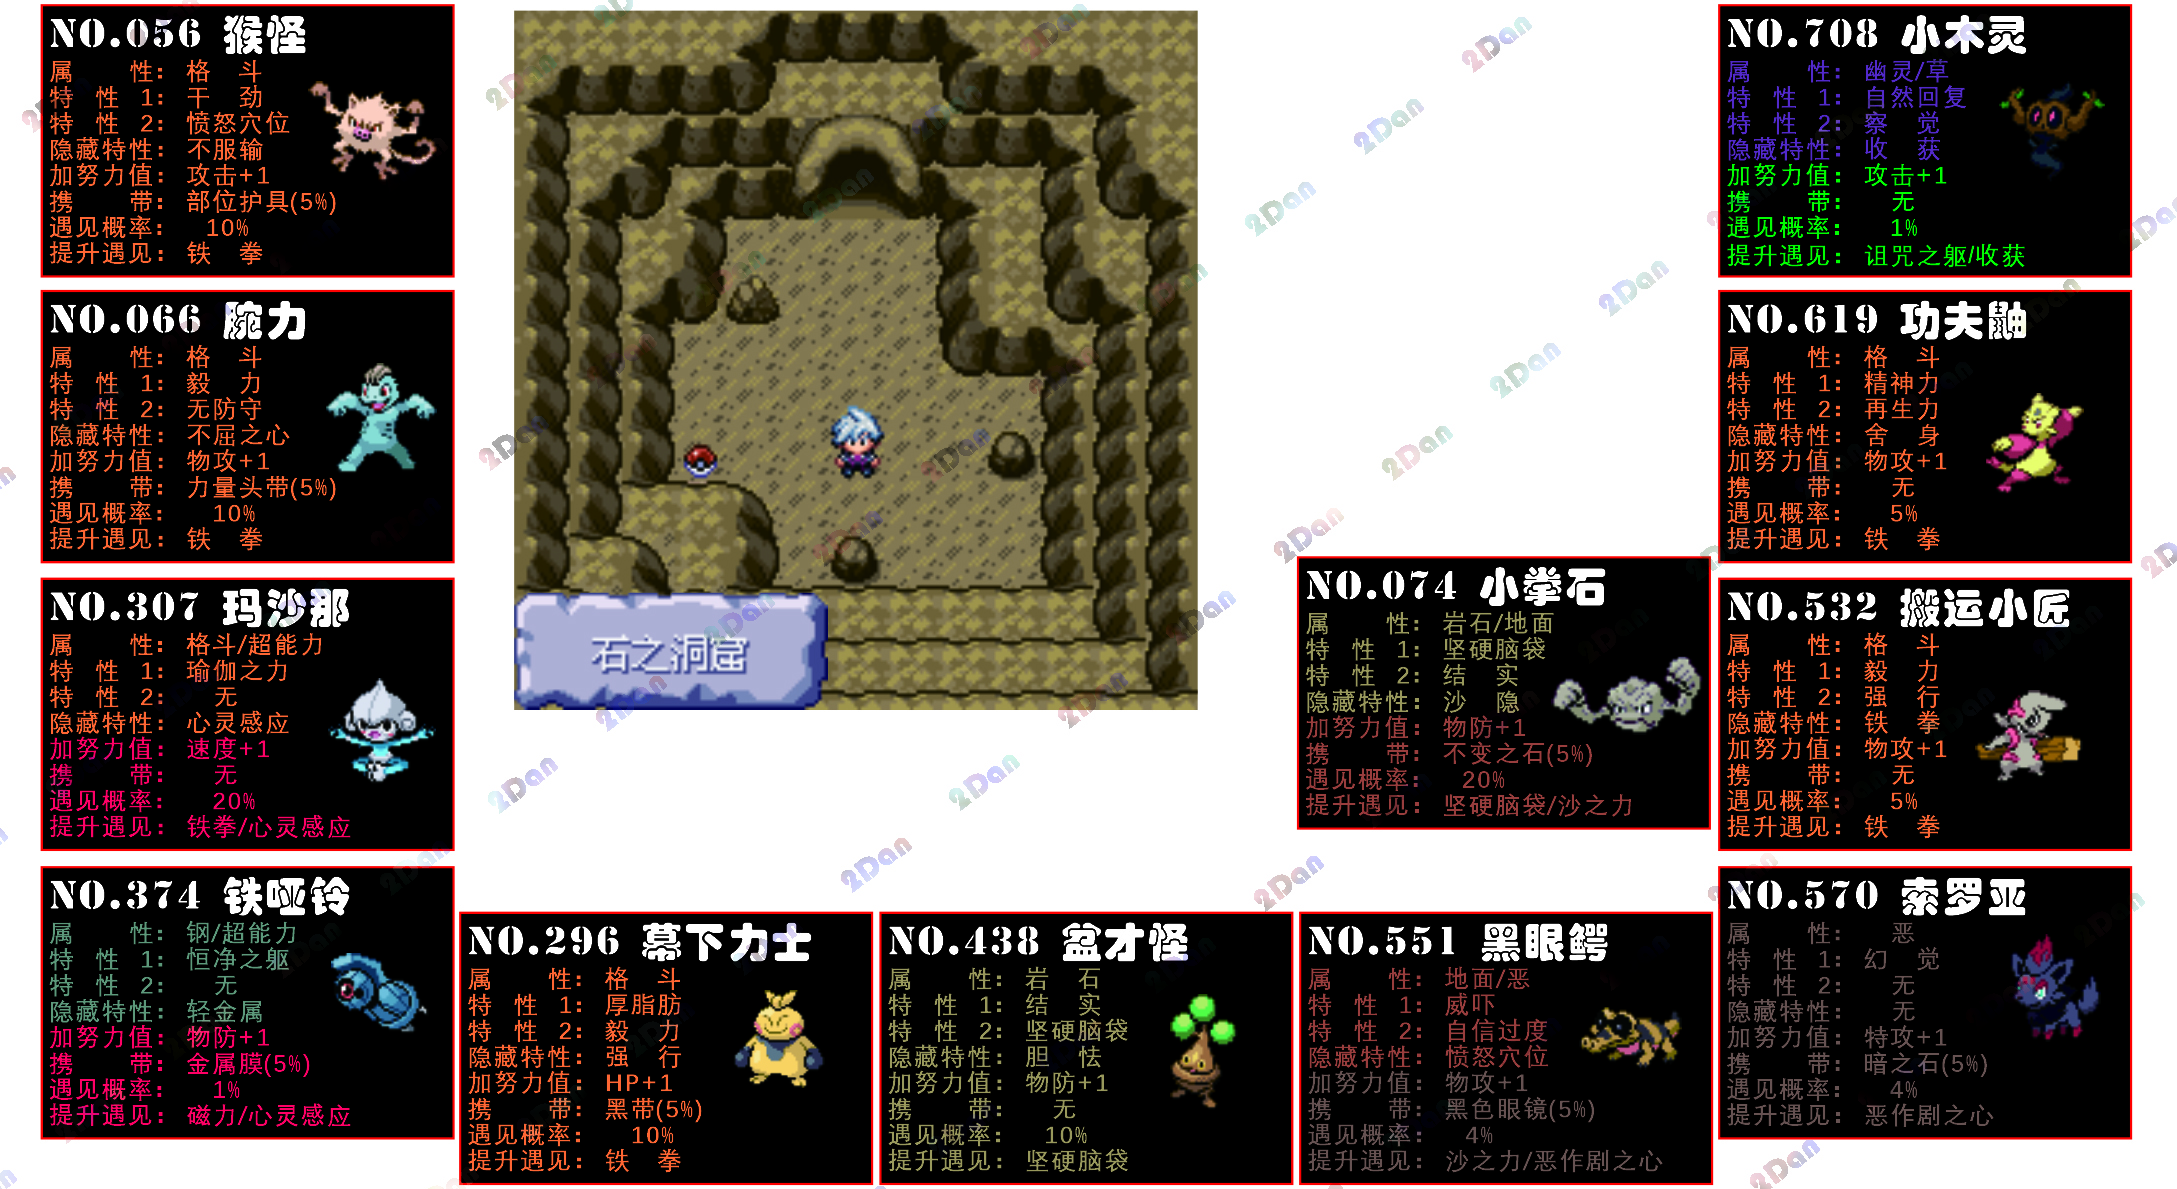 NO.056 猴怪
属性: 格斗
特性1: 干劲
特性2: 愤怒穴位
隐藏特性: 不服输
加努力值: 攻击+1
携带: 部位护具(5%)
遇见概率: 10%
提升遇见: 铁拳
NO.066 腕力
属性: 格斗
特性1: 毅力
特性2: 无防守
隐藏特性: 不屈之心
加努力值: 物攻+1
携带: 力量头带(5%)
遇见概率: 10%
提升遇见: 铁拳
NO.307 玛沙那
属性: 格斗/超能力
特性1: 瑜伽之力
特性2: 无
隐藏特性: 心灵感应
加努力值: 速度+1
携带: 无
遇见概率: 20%
提升遇见: 铁拳/心灵感应
NO.374 铁哑铃
属性: 钢/超能力
特性1: 恒净之躯
特性2: 无
隐藏特性: 轻金属
加努力值: 物防+1
携带: 金属膜(5%)
遇见概率: 1%
提升遇见: 磁力/心灵感应
石之洞窟
NO.296 幕下力士
属性: 格斗
特性1: 厚脂肪
特性2: 毅力
隐藏特性: 强行
加努力值: HP+1
携带: 黑带(5%)
遇见概率: 10%
提升遇见: 铁拳
NO.438 盆才怪
属性: 岩石
特性1: 结实
特性2: 坚硬脑袋
隐藏特性: 胆怯
加努力值: 物防+1
携带: 无
遇见概率: 10%
提升遇见: 坚硬脑袋
NO.074 小拳石
属性: 岩石/地面
特性1: 坚硬脑袋
特性2: 结实
隐藏特性: 沙隐
加努力值: 物防+1
携带: 不变之石(5%)
遇见概率: 20%
提升遇见: 坚硬脑袋/沙之力
NO.551 黑眼鳄
属性: 地面/恶
特性1: 威吓
特性2: 自信过度
隐藏特性: 愤怒穴位
加努力值: 物攻+1
携带: 黑色眼镜(5%)
遇见概率: 4%
提升遇见: 沙之力/恶作剧之心
NO.708 小木灵
属性: 幽灵/草
特性1: 自然回复
特性2: 察觉
隐藏特性: 收获
加努力值: 攻击+1
携带: 无
遇见概率: 1%
提升遇见: 诅咒之躯/收获
NO.619 功夫鼬
属性: 格斗
特性1: 精神力
特性2: 再生力
隐藏特性: 舍身
加努力值: 物攻+1
携带: 无
遇见概率: 5%
提升遇见: 铁拳
NO.532 搬运小匠
属性: 格斗
特性1: 毅力
特性2: 强行
隐藏特性: 铁拳
加努力值: 物攻+1
携带: 无
遇见概率: 5%
提升遇见: 铁拳
NO.570 索罗亚
属性: 恶
特性1: 幻觉
特性2: 无
隐藏特性: 无
加努力值: 特攻+1
携带: 暗之石(5%)
遇见概率: 4%
提升遇见: 恶作剧之心
2Dan